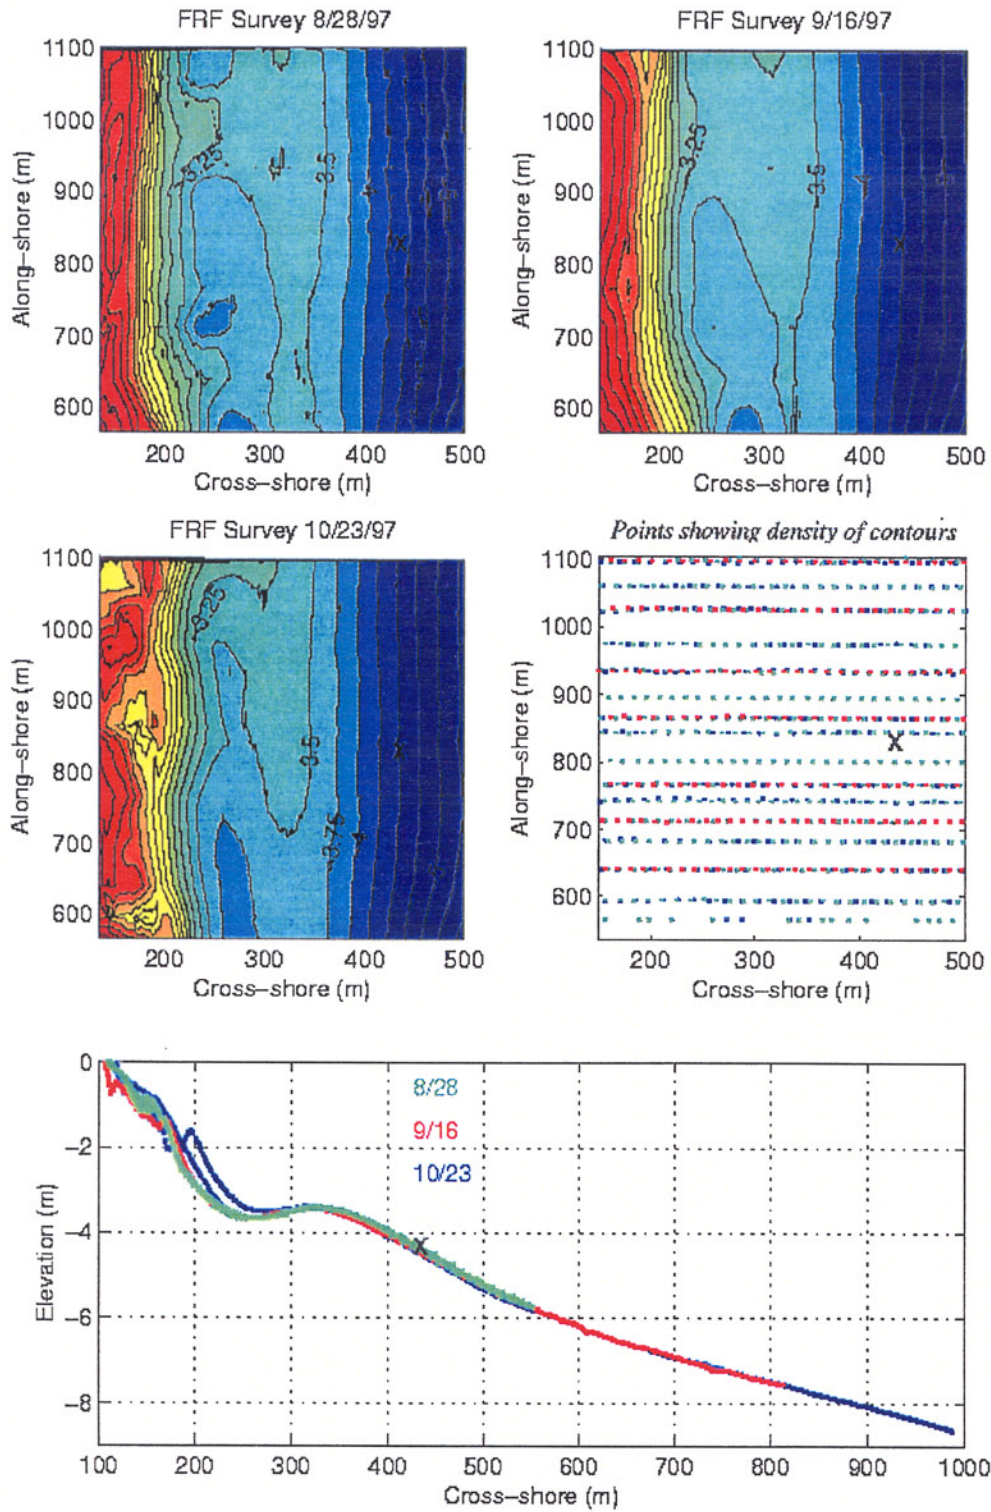 FRF Survey 8/28/97
FRF Survey 9/16/97
1100
1000
900
800
700
600
Along-shore (m)
-3.25
3.5
X
200 300 400 500
Cross-shore (m)
1100
1000
900
800
700
600
Along-shore (m)
-3.25
3.5
X
200 300 400 500
Cross-shore (m)
FRF Survey 10/23/97
Points showing density of contours
1100
1000
900
800
700
600
Along-shore (m)
-3.25
3.5
3.75
X
200 300 400 500
Cross-shore (m)
1100
1000
900
800
700
600
Along-shore (m)
X
200 300 400 500
Cross-shore (m)
0
-2
-4
-6
-8
Elevation (m)
8/28
9/16
10/23
X
100 200 300 400 500 600 700 800 900 1000
Cross-shore (m)